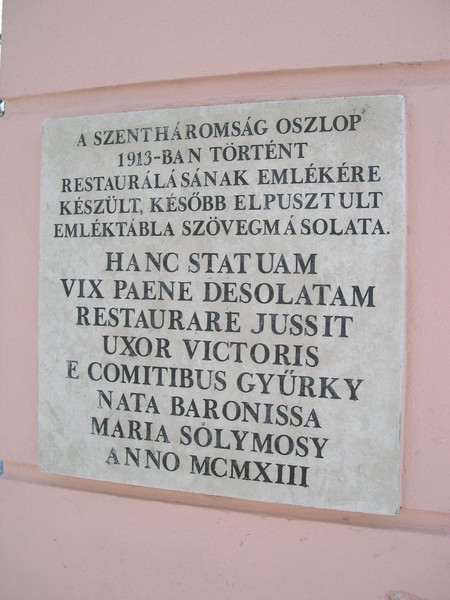 A SZENTHÁROMSÁG OSZLOP
1913-BAN TÖRTÉNT
RESTAURÁLÁSÁNAK EMLÉKÉRE
KÉSZÜLT, KÉSŐBB ELPUSZTULT
EMLÉKTÁBLA SZÖVEGMÁSOLATA.
HANC STATUAM
VIX PAENE DESOLATAM
RESTAURARE JUSSIT
UXOR VICTORIS
E COMITIBUS GYŰRKY
NATA BARONISSA
MARIA SÓLYMOSY
ANNO MCMXIII